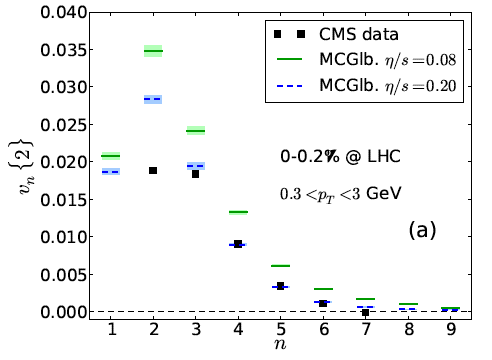 0.040
0.035
0.030
0.025
0.020
0.015
0.010
0.005
0.000
v_n{2}
CMS data
MCGlb. η/s=0.08
MCGlb. η/s=0.20
0-0.2% @ LHC
0.3<p_T<3 GeV
(a)
1 2 3 4 5 6 7 8 9
n